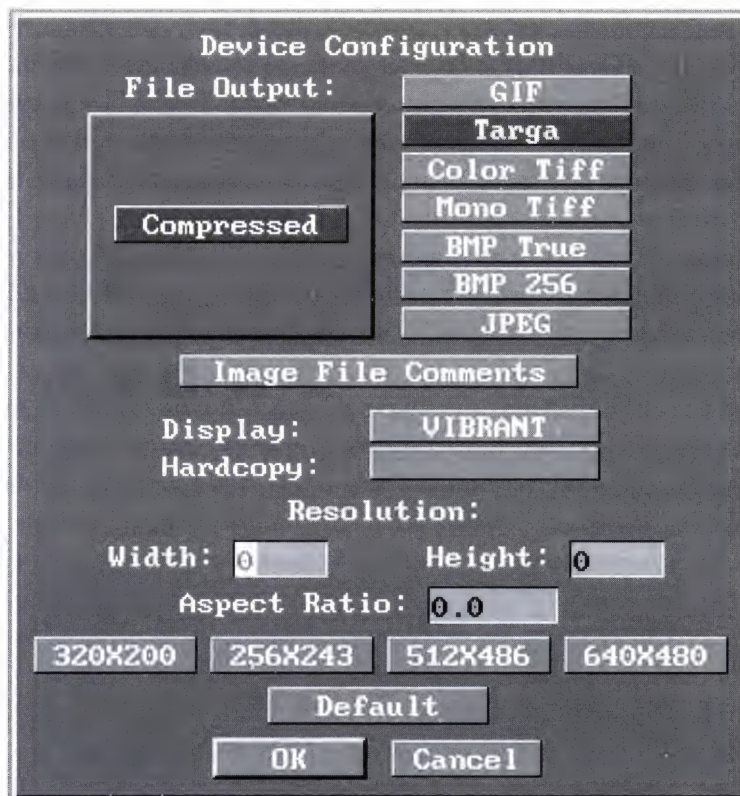 Device Configuration
File Output:
GIF
Targa
Color Tiff
Mono Tiff
BMP True
BMP 256
JPEG
Compressed
Image File Comments
Display: VIBRANT
Hardcopy:
Resolution:
Width: 0 Height: 0
Aspect Ratio: 0.0
320X200 256X243 512X486 640X480
Default
OK Cancel